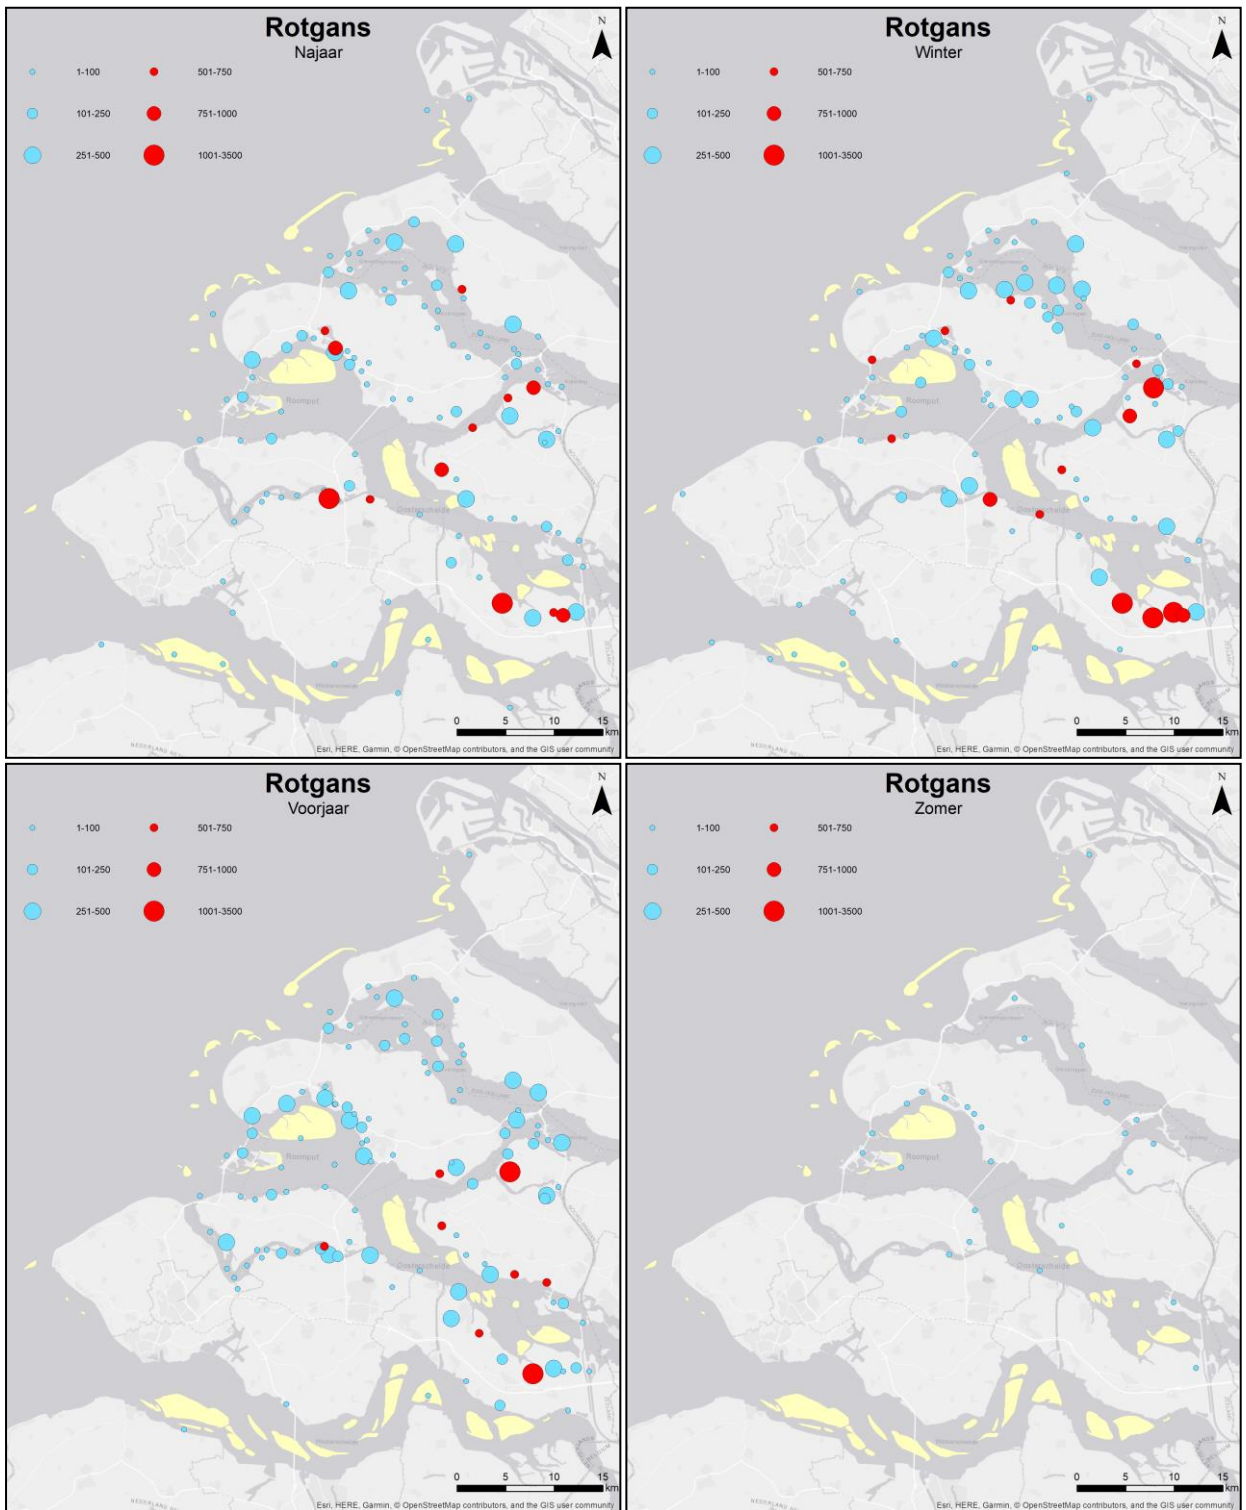 Rotgans
Najaar
N
1-100
501-750
101-250
751-1000
251-500
1001-3500
Roompot
Oosterschelde
Westerschelde
0 5 10 15
km
Esri, HERE, Garmin, © OpenStreetMap contributors, and the GIS user community
Rotgans
Winter
N
1-100
501-750
101-250
751-1000
251-500
1001-3500
Roompot
Oosterschelde
Westerschelde
0 5 10 15
km
Esri, HERE, Garmin, © OpenStreetMap contributors, and the GIS user community
Rotgans
Voorjaar
N
1-100
501-750
101-250
751-1000
251-500
1001-3500
Roompot
Oosterschelde
Westerschelde
0 5 10 15
km
Esri, HERE, Garmin, © OpenStreetMap contributors, and the GIS user community
Rotgans
Zomer
N
1-100
501-750
101-250
751-1000
251-500
1001-3500
Roompot
Oosterschelde
Westerschelde
0 5 10 15
km
Esri, HERE, Garmin, © OpenStreetMap contributors, and the GIS user community